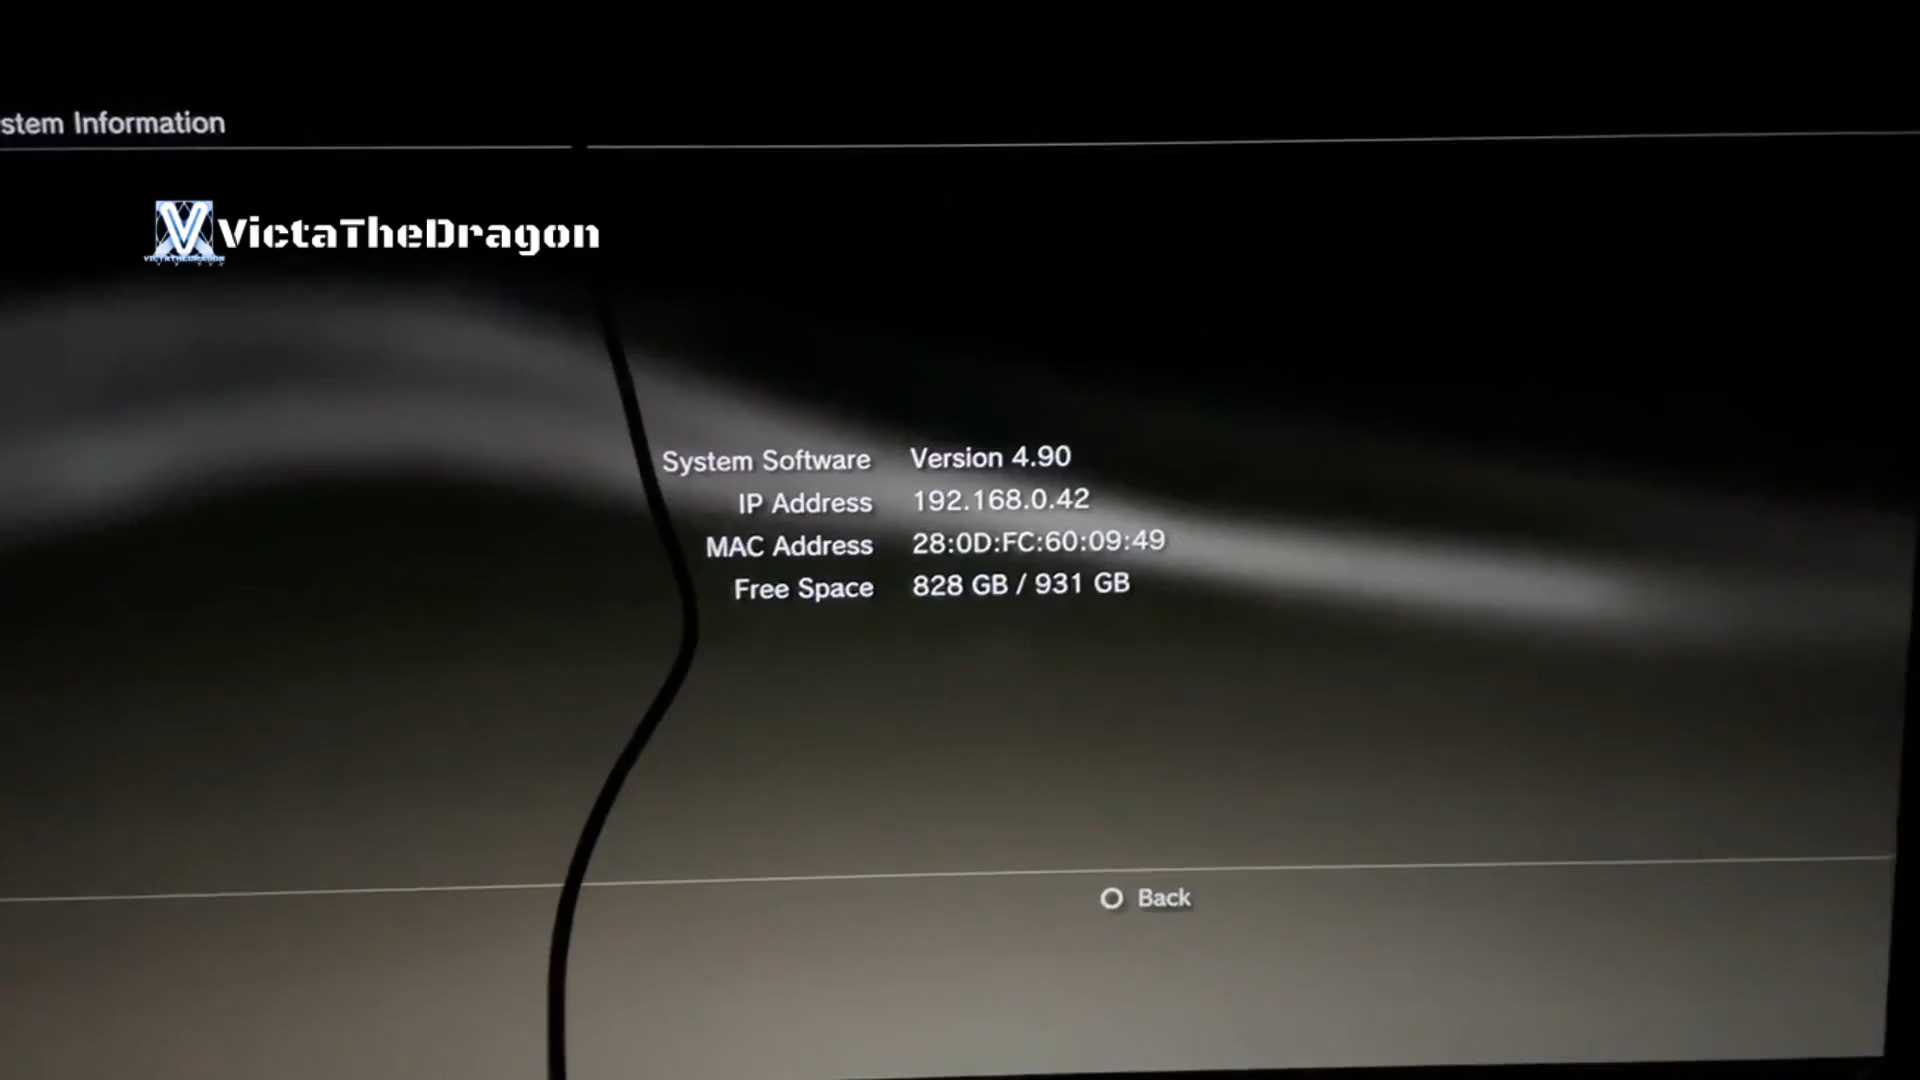 stem Information
VictaTheDragon
System Software Version 4.90
IP Address 192.168.0.42
MAC Address 28:0D:FC:60:09:49
Free Space 828 GB / 931 GB
Back